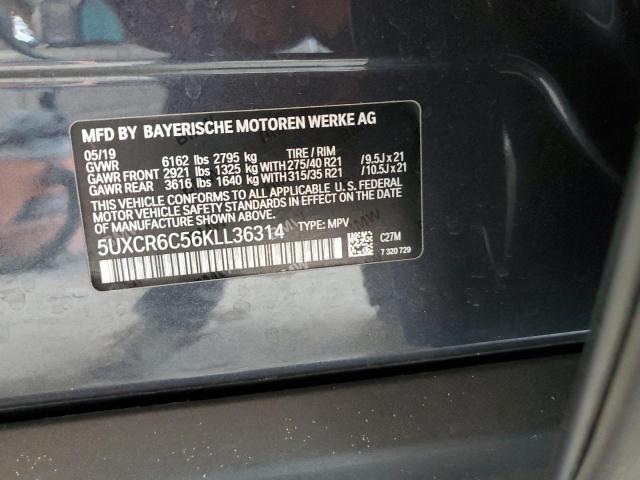 MFD BY BAYERISCHE MOTOREN WERKE AG
05/19
GVWR 6162 lbs 2795 kg TIRE / RIM
GAWR FRONT 2921 lbs 1325 kg WITH 275/40 R21 /9.5J x 21
GAWR REAR 3616 lbs 1640 kg WITH 315/35 R21 /10.5J x 21
THIS VEHICLE CONFORMS TO ALL APPLICABLE U. S. FEDERAL
MOTOR VEHICLE SAFETY STANDARDS IN EFFECT ON THE DATE
OF MANUFACTURE SHOWN ABOVE.
5UXCR6C56KLL36314 TYPE: MPV
C27M
7 320 729